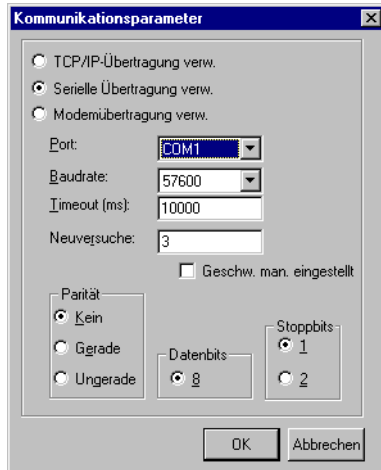 Kommunikationsparameter
TCP/IP-Übertragung verw.
Serielle Übertragung verw.
Modemübertragung verw.
Port:
COM1
Baudrate:
57600
Timeout (ms):
10000
Neuversuche:
3
Geschw. man. eingestellt
Parität
Kein
Gerade
Ungerade
Datenbits
8
Stoppbits
1
2
OK
Abbrechen